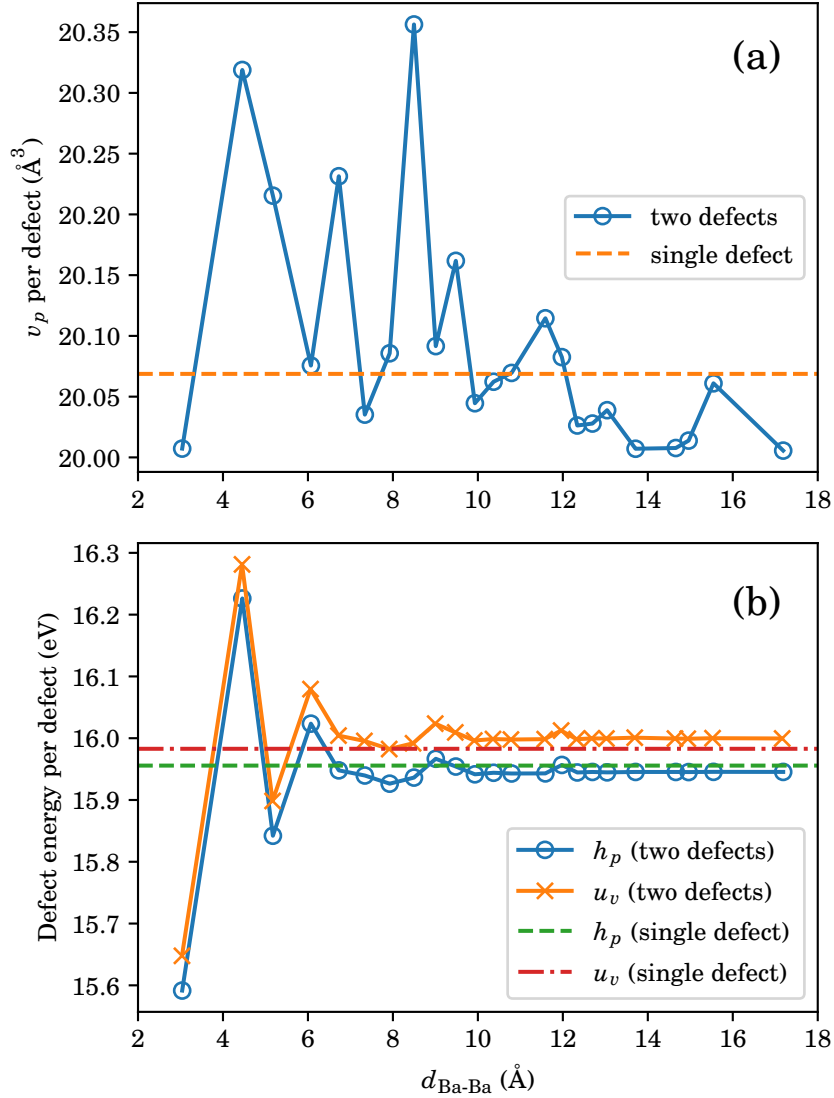 20.35
20.30
20.25
20.20
20.15
20.10
20.05
20.00
v_p per defect (Å³)
(a)
two defects
single defect
2 4 6 8 10 12 14 16 18
16.3
16.2
16.1
16.0
15.9
15.8
15.7
15.6
Defect energy per defect (eV)
(b)
h_p (two defects)
u_v (two defects)
h_p (single defect)
u_v (single defect)
2 4 6 8 10 12 14 16 18
d_Ba-Ba (Å)